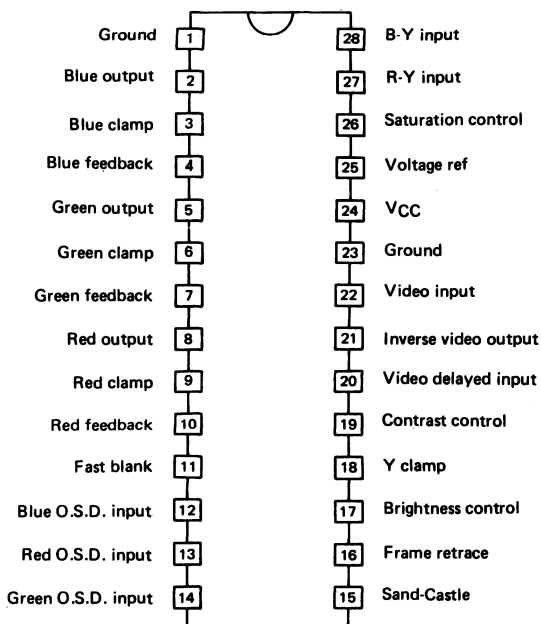 Ground 1 28 B-Y input
Blue output 2 27 R-Y input
Blue clamp 3 26 Saturation control
Blue feedback 4 25 Voltage ref
Green output 5 24 VCC
Green clamp 6 23 Ground
Green feedback 7 22 Video input
Red output 8 21 Inverse video output
Red clamp 9 20 Video delayed input
Red feedback 10 19 Contrast control
Fast blank 11 18 Y clamp
Blue O.S.D. input 12 17 Brightness control
Red O.S.D. input 13 16 Frame retrace
Green O.S.D. input 14 15 Sand-Castle